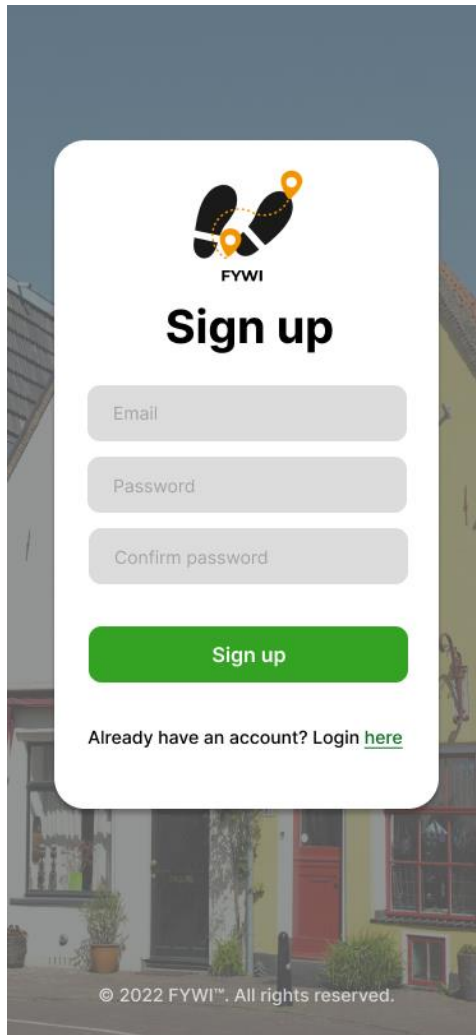 FYWI
Sign up
Email
Password
Confirm password
Sign up
Already have an account? Login here
© 2022 FYWI™. All rights reserved.